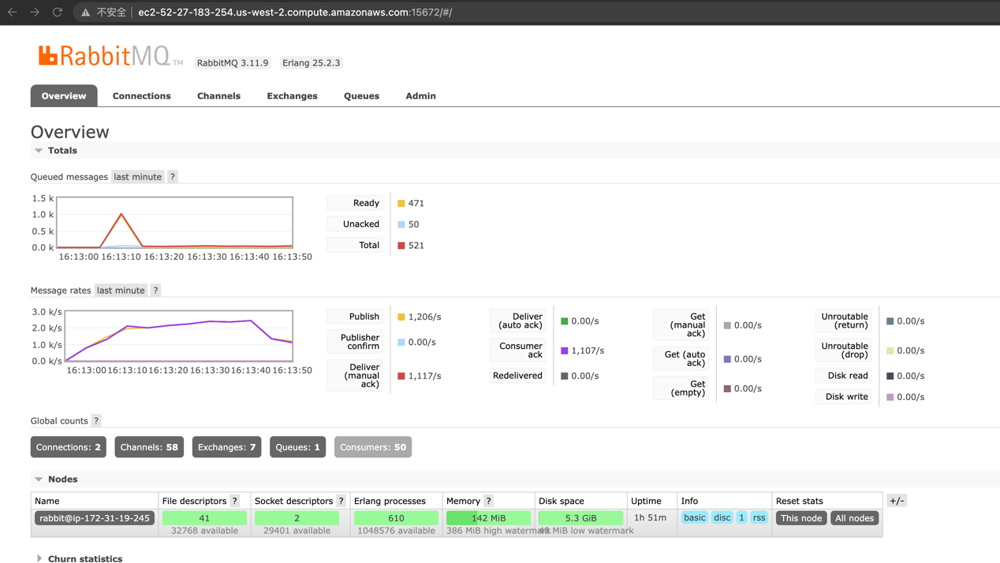 不安全 ec2-52-27-183-254.us-west-2.compute.amazonaws.com:15672/#/
RabbitMQ TM RabbitMQ 3.11.9 Erlang 25.2.3
Overview Connections Channels Exchanges Queues Admin
Overview
Totals
Queued messages last minute ?
1.5 k
1.0 k
0.5 k
0.0 k
16:13:00 16:13:10 16:13:20 16:13:30 16:13:40 16:13:50
Ready 471
Unacked 50
Total 521
Message rates last minute ?
3.0 k/s
2.0 k/s
1.0 k/s
0.0 k/s
16:13:00 16:13:10 16:13:20 16:13:30 16:13:40 16:13:50
Publish 1,206/s
Publisher
confirm 0.00/s
Deliver
(manual
ack) 1,117/s
Deliver
(auto ack) 0.00/s
Consumer
ack 1,107/s
Redelivered 0.00/s
Get
(manual
ack) 0.00/s
Get (auto
ack) 0.00/s
Get
(empty) 0.00/s
Unroutable
(return) 0.00/s
Unroutable
(drop) 0.00/s
Disk read 0.00/s
Disk write 0.00/s
Global counts ?
Connections: 2 Channels: 58 Exchanges: 7 Queues: 1 Consumers: 50
Nodes
Name File descriptors ? Socket descriptors ? Erlang processes Memory ? Disk space Uptime Info Reset stats +/-
rabbit@ip-172-31-19-245 41 2 610 142 MiB 5.3 GiB 1h 51m basic disc 1 rss This node All nodes
32768 available 29401 available 1048576 available 386 MiB high watermark 48 MiB low watermark
Churn statistics